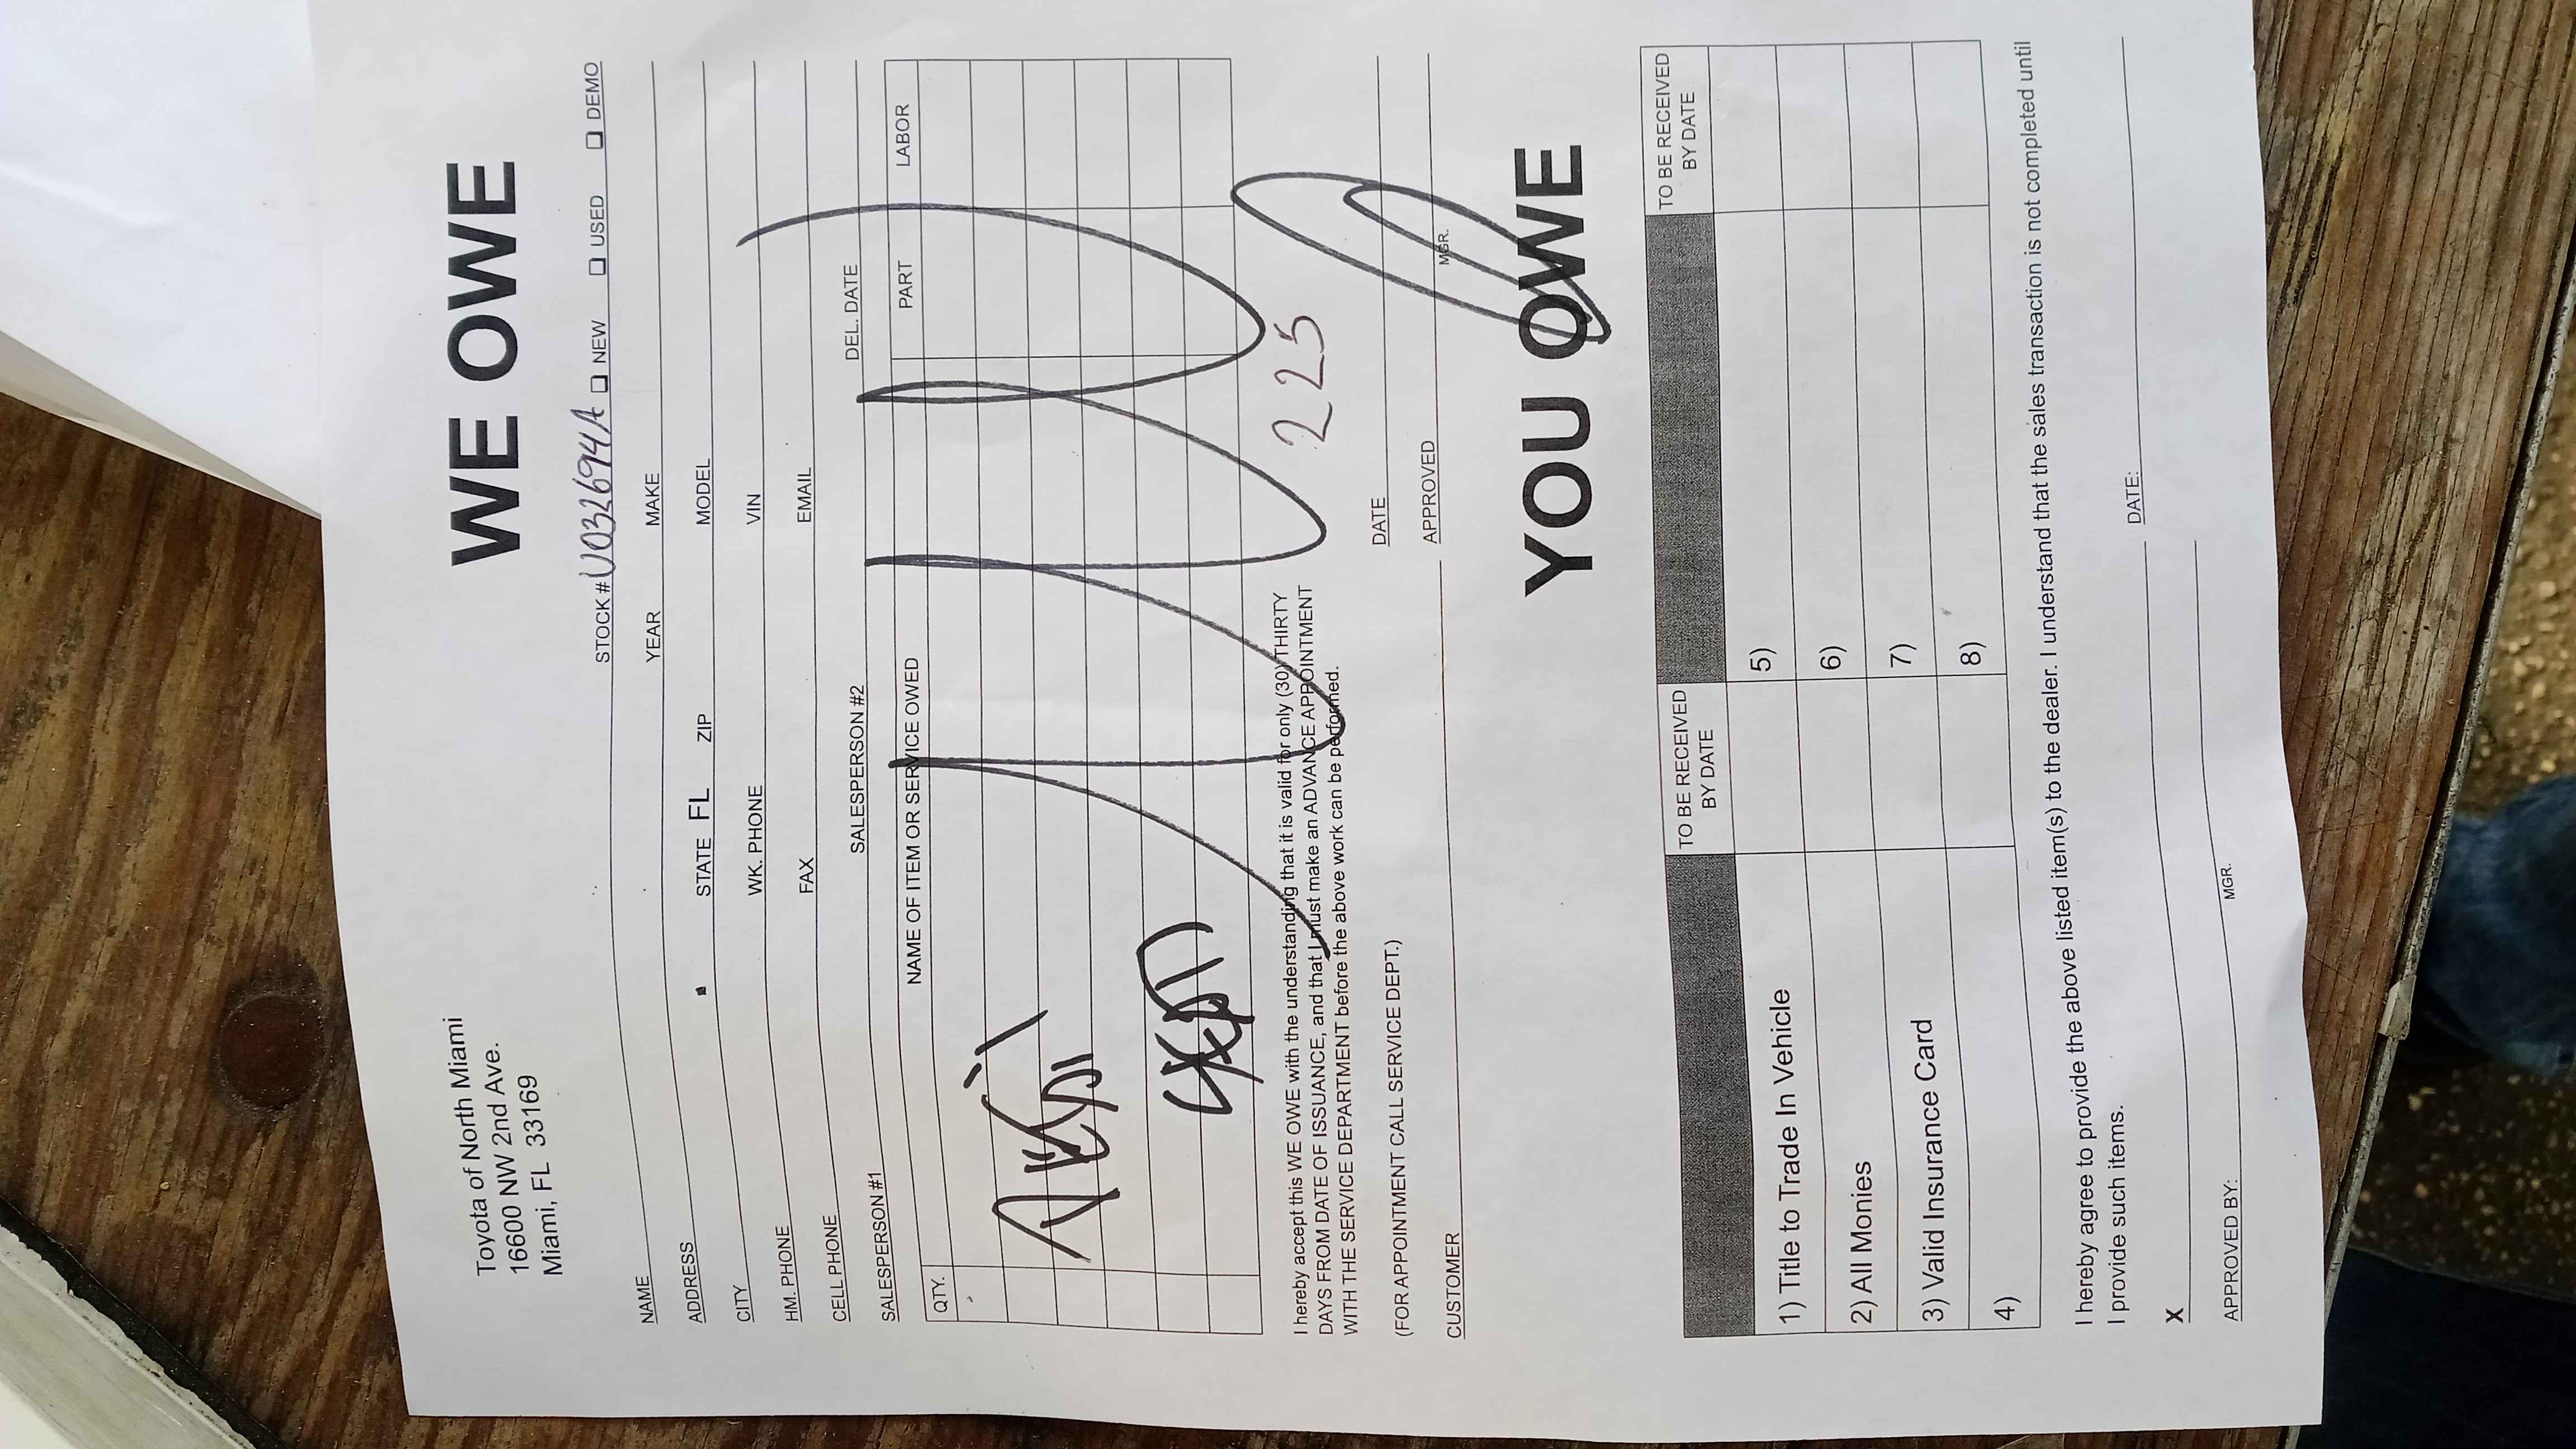 Toyota of North Miami
16600 NW 2nd Ave.
Miami, FL 33169
WE OWE
STOCK # U0326944A ❑ NEW ❑ USED ❑ DEMO
NAME YEAR MAKE
ADDRESS STATE FL ZIP MODEL
CITY WK. PHONE VIN
HM. PHONE FAX EMAIL
CELL PHONE
SALESPERSON #1 SALESPERSON #2 DEL. DATE
QTY. NAME OF ITEM OR SERVICE OWED PART LABOR
225
I hereby accept this WE OWE with the understanding that it is valid for only (30) THIRTY
DAYS FROM DATE OF ISSUANCE, and that I must make an ADVANCE APPOINTMENT
WITH THE SERVICE DEPARTMENT before the above work can be performed.
DATE
(FOR APPOINTMENT CALL SERVICE DEPT.)
CUSTOMER APPROVED
MGR.
YOU OWE
TO BE RECEIVED BY DATE TO BE RECEIVED BY DATE
1) Title to Trade In Vehicle 5)
2) All Monies 6)
3) Valid Insurance Card 7)
4) 8)
I hereby agree to provide the above listed item(s) to the dealer. I understand that the sales transaction is not completed until
I provide such items.
X DATE:
APPROVED BY:
MGR.